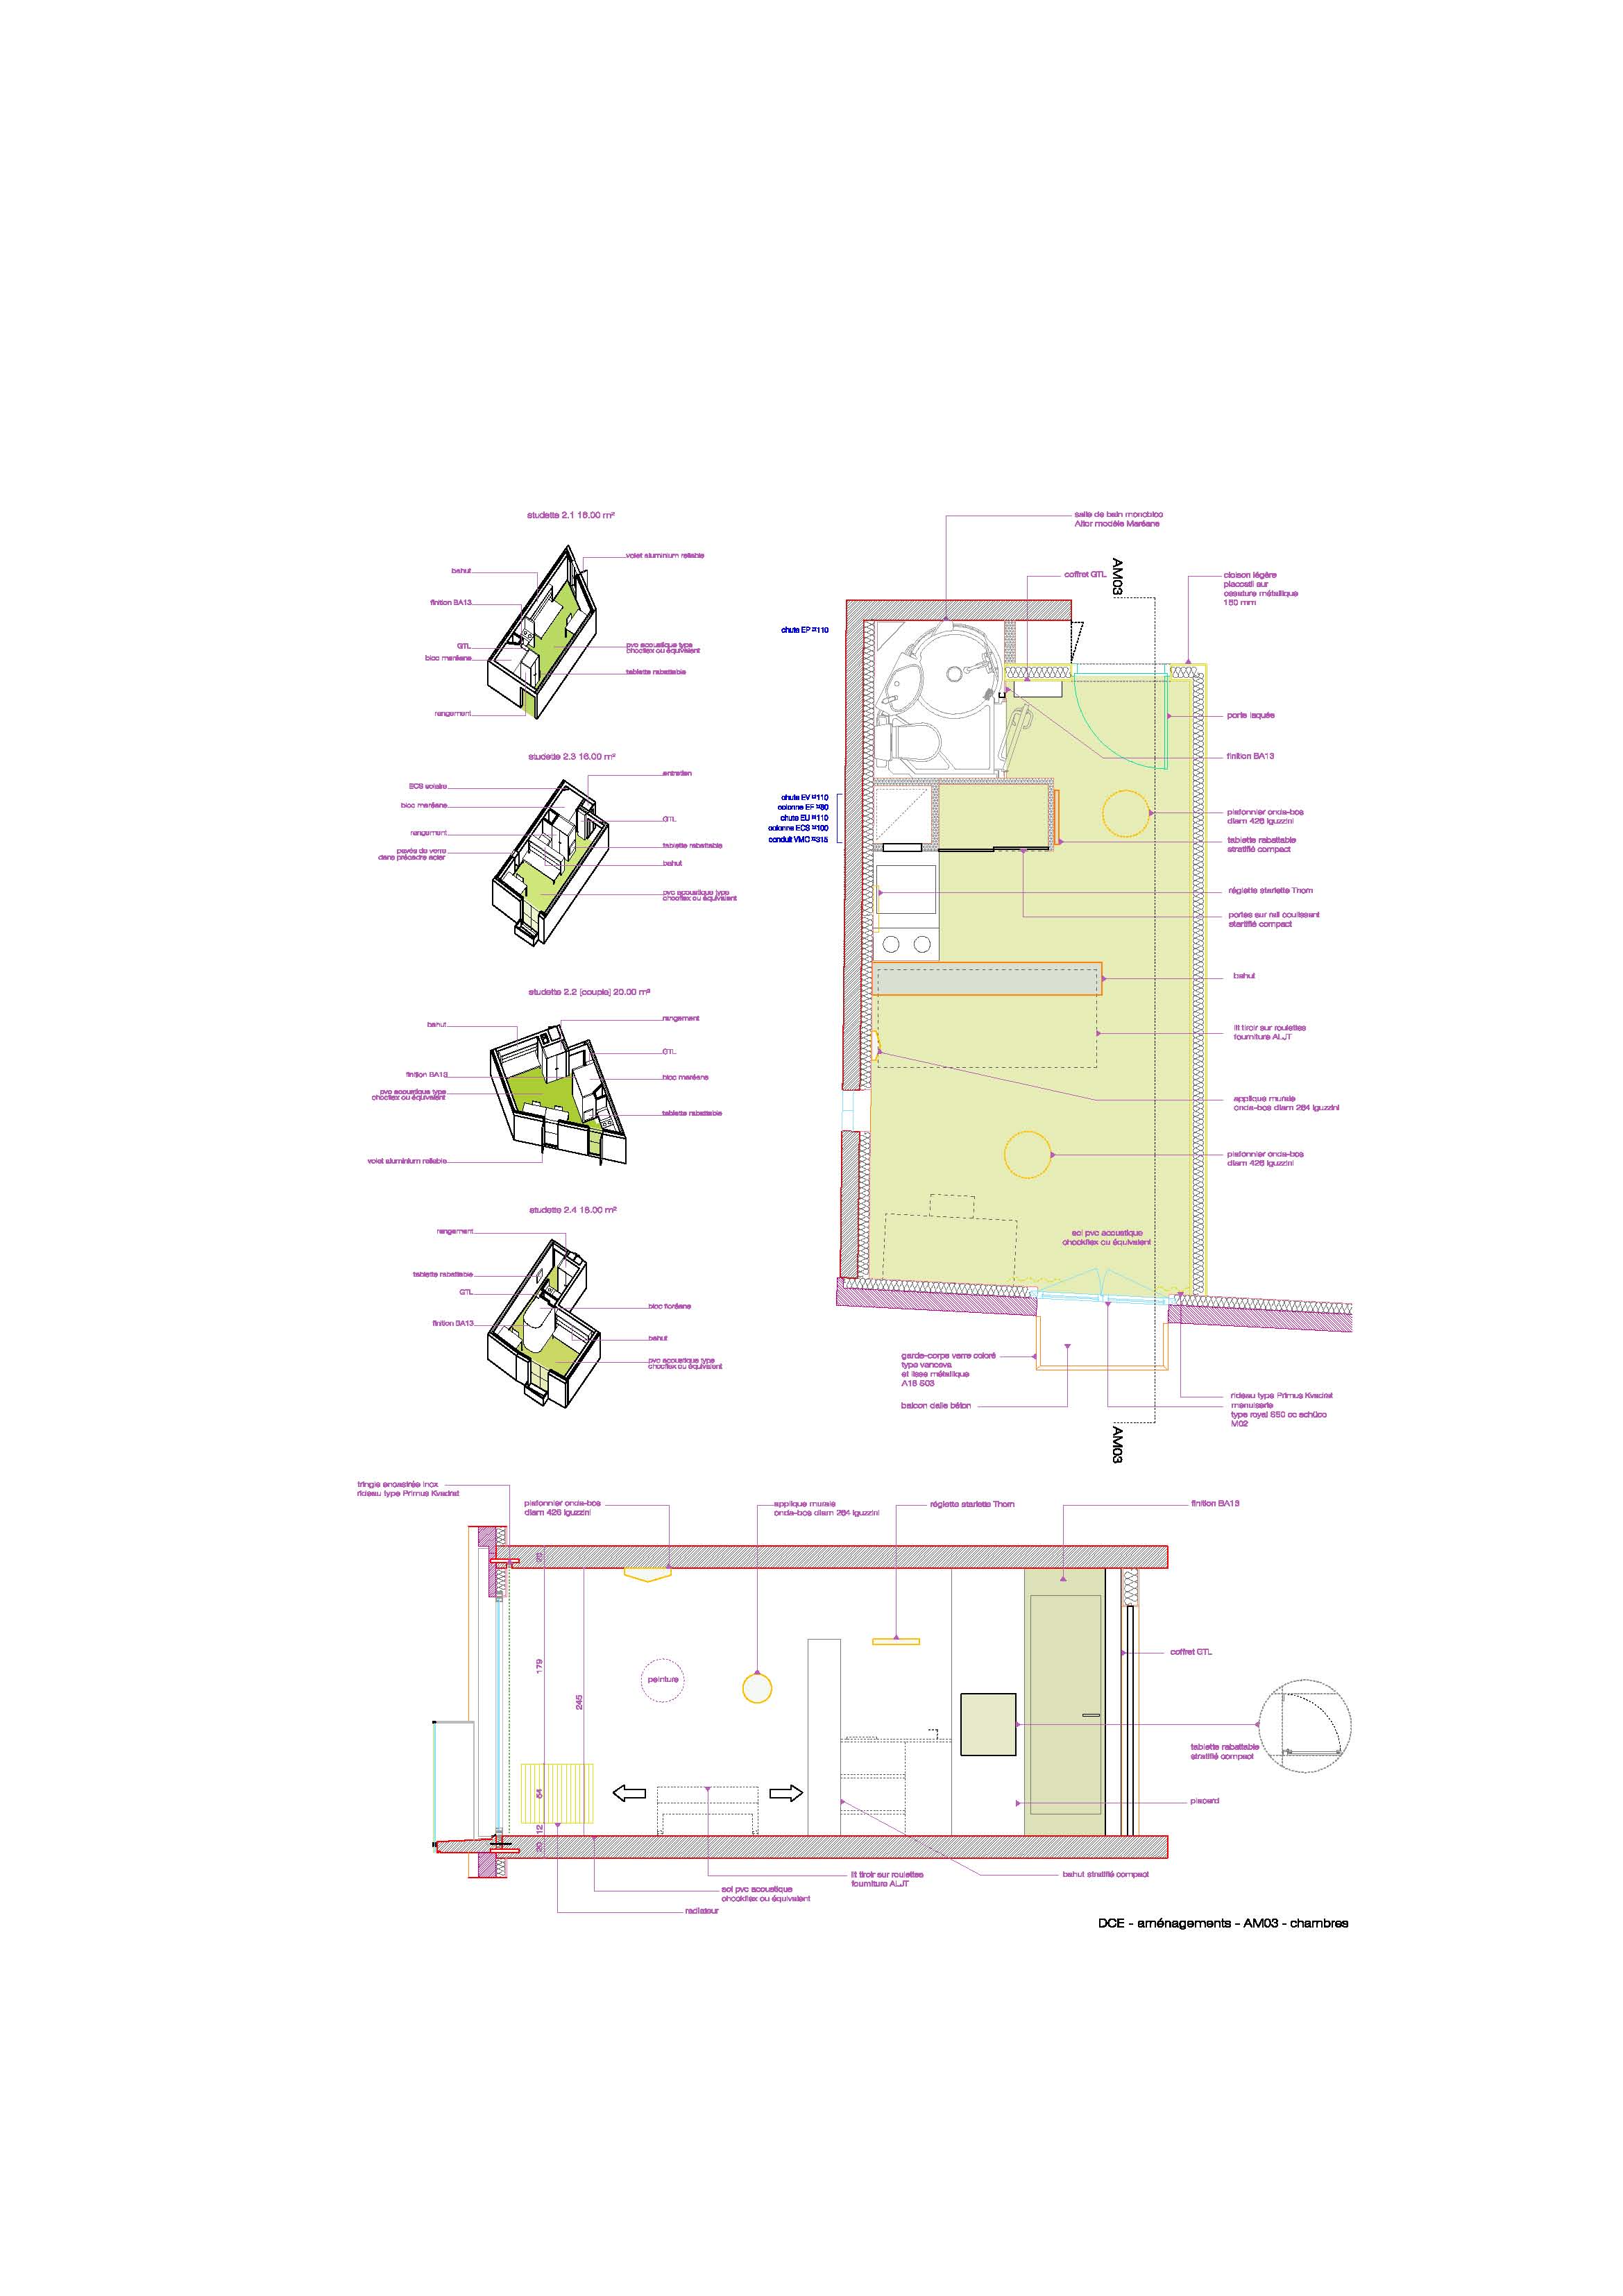 studette 2.1 18.00 m²
volet aluminium reliable
bahut
finition BA13
GTL
bloc maréane
pvc acoustique type
chocflex ou équivalent
tablette rabattable
rangement
studette 2.3 16.00 m²
entretien
ECS solaire
bloc maréane
GTL
rangement
tablette rabattable
pavés de verre
dans précadre acier
bahut
pvc acoustique type
chocflex ou équivalent
studette 2.2 (couple) 20.00 m²
rangement
bahut
GTL
finition BA13
bloc maréane
pvc acoustique type
chocflex ou équivalent
tablette rabattable
volet aluminium reliable
studette 2.4 18.00 m²
rangement
tablette rabattable
GTL
bloc floréane
finition BA13
bahut
pvc acoustique type
chocflex ou équivalent
salle de bain monobloc
Altor modèle Maréane
AM03
coffret GTL
cloison légère
placostil sur
ossature métallique
160 mm
chute EP ø110
porte laquée
finition BA13
chute EV ø110
colonne EF ø80
chute EU ø110
colonne ECS ø100
conduit VMC ø315
plafonnier onda-bos
diam 426 iguzzini
tablette rabattable
stratifié compact
réglette starlette Thorn
portes sur rail coulissant
startifié compact
bahut
lit tiroir sur roulettes
fourniture ALJT
applique murale
onda-bos diam 264 iguzzini
plafonnier onda-bos
diam 426 iguzzini
sol pvc acoustique
chockflex ou équivalent
garde-corps verre coloré
type vanceva
et lisse métallique
A16 S03
balcon dalle béton
rideau type Primus Kvadrat
menuiserie
type royal S50 cc schüco
M02
AM03
tringle encastrée inox
rideau type Primus Kvadrat
plafonnier onda-bos
diam 426 iguzzini
applique murale
onda-bos diam 264 iguzzini
réglette starlette Thorn
finition BA13
20
179
245
64
12
20
peinture
coffret GTL
tablette rabattable
stratifié compact
placard
lit tiroir sur roulettes
fourniture ALJT
bahut stratifié compact
sol pvc acoustique
chockflex ou équivalent
radiateur
DCE - aménagements - AM03 - chambres